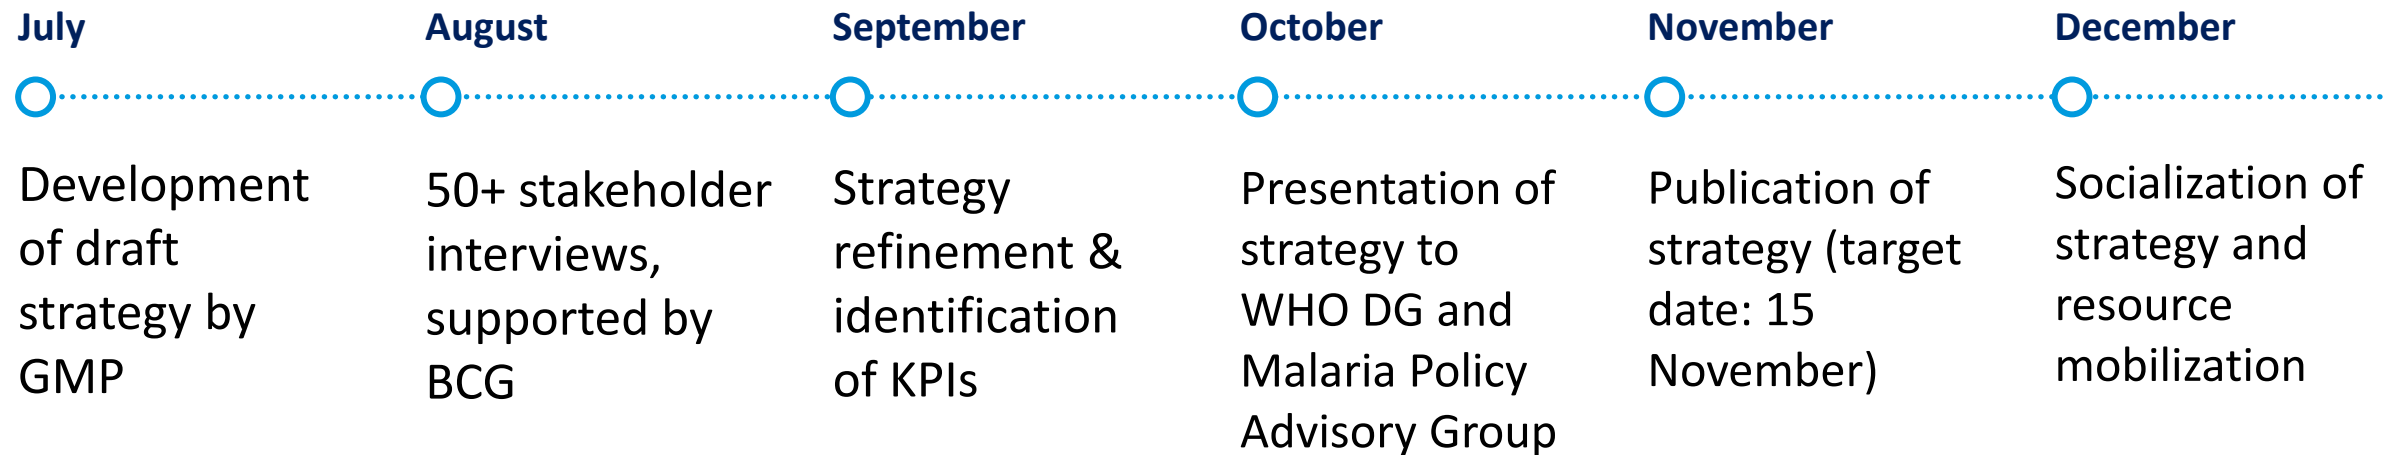 July
Development
of draft
strategy by
GMP
August
50+ stakeholder
interviews,
supported by
BCG
September
Strategy
refinement &
identification
of KPIs
October
Presentation of
strategy to
WHO DG and
Malaria Policy
Advisory Group
November
Publication of
strategy (target
date: 15
November)
December
Socialization of
strategy and
resource
mobilization